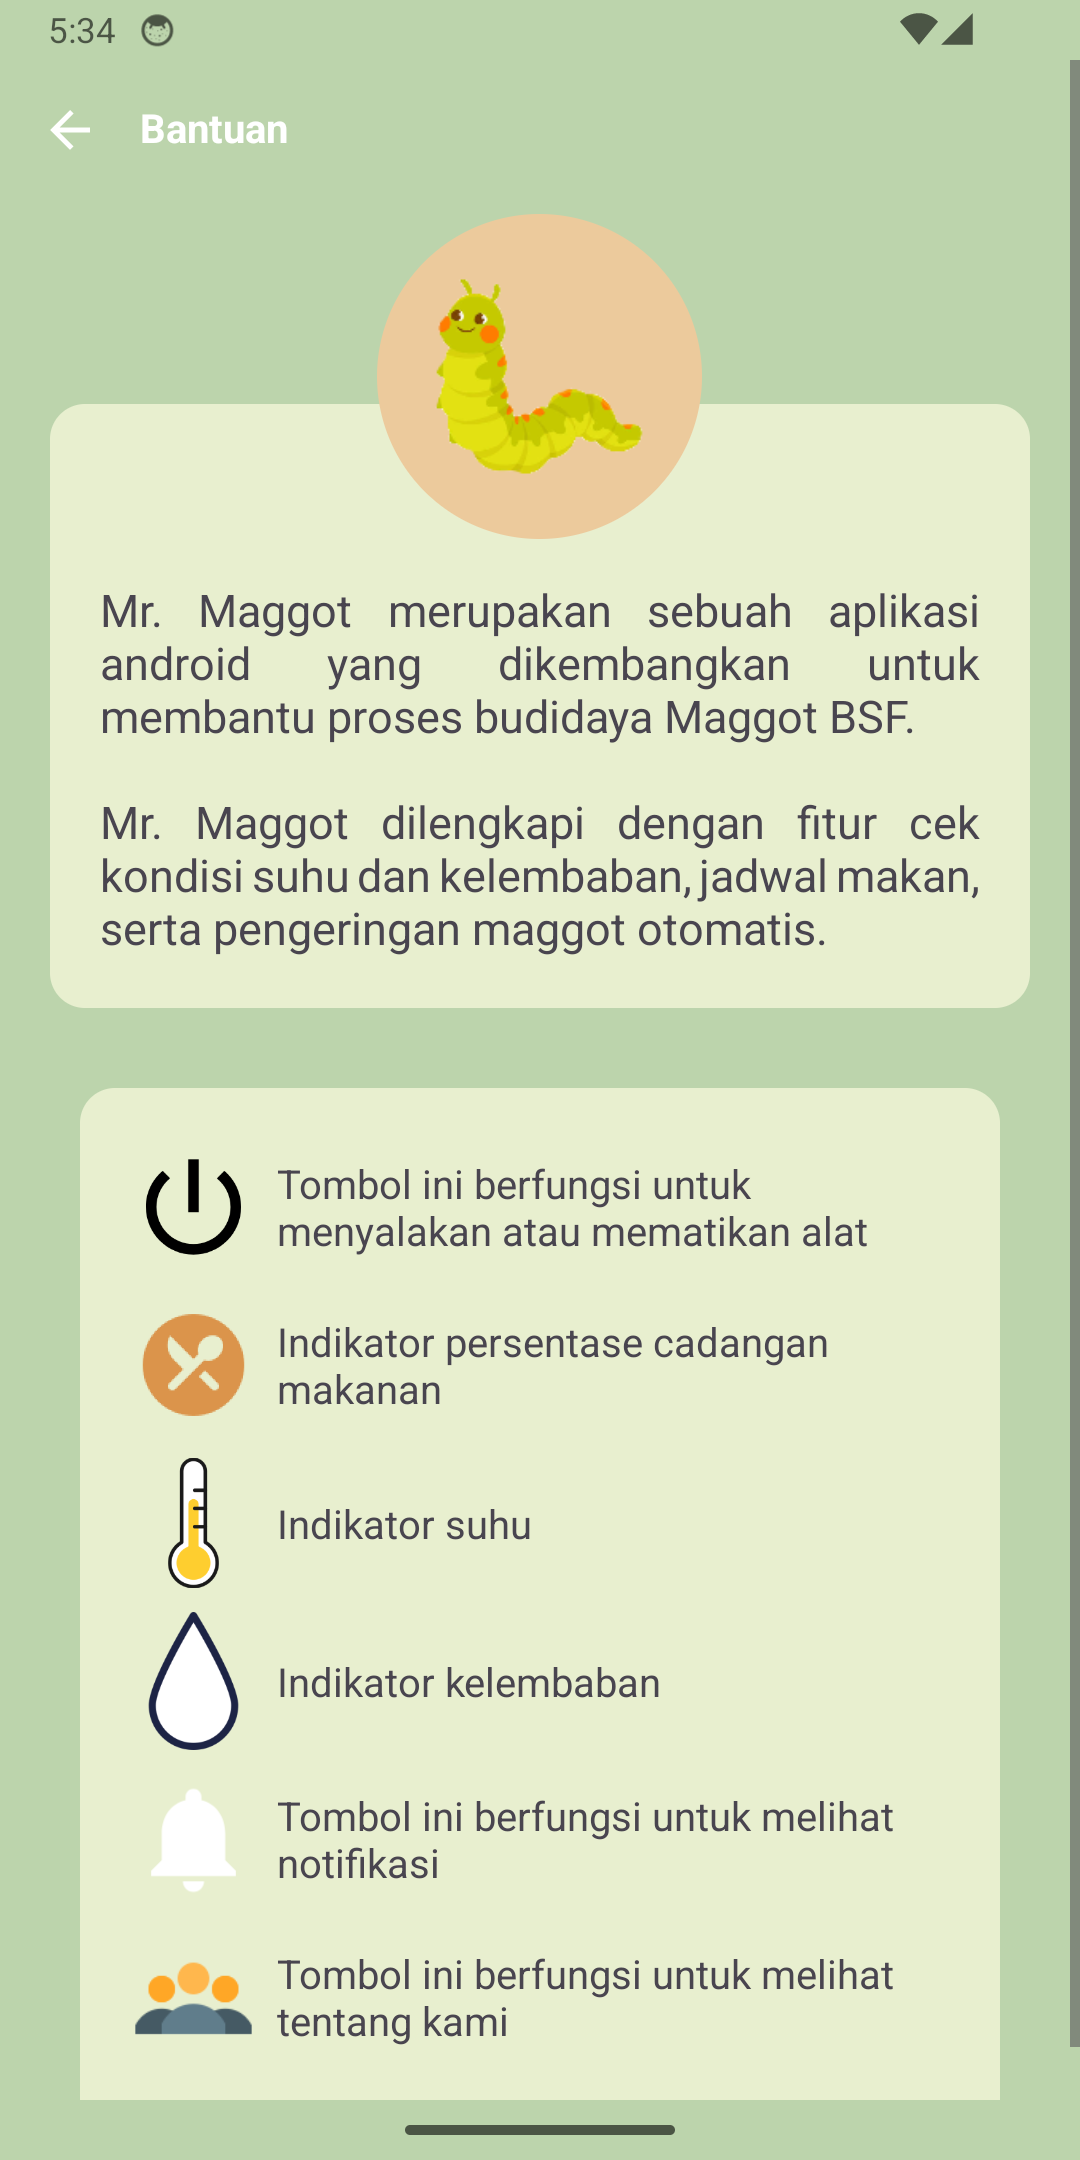 5:34
Bantuan
Mr. Maggot merupakan sebuah aplikasi
android yang dikembangkan untuk
membantu proses budidaya Maggot BSF.
Mr. Maggot dilengkapi dengan fitur cek
kondisi suhu dan kelembaban, jadwal makan,
serta pengeringan maggot otomatis.
Tombol ini berfungsi untuk
menyalakan atau mematikan alat
Indikator persentase cadangan
makanan
Indikator suhu
Indikator kelembaban
Tombol ini berfungsi untuk melihat
notifikasi
Tombol ini berfungsi untuk melihat
tentang kami